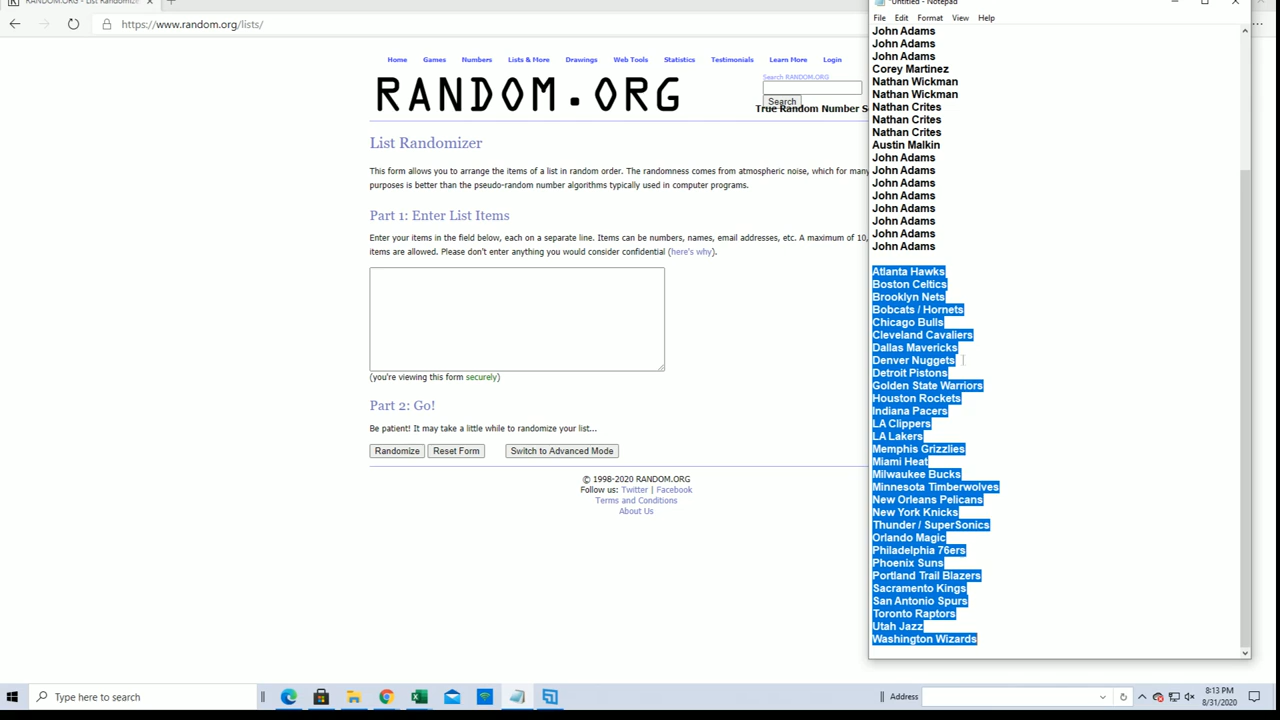 RANDOM.ORG - List Randomiz
https://www.random.org/lists/
Home Games Numbers Lists & More Drawings Web Tools Statistics Testimonials Learn More Login
RANDOM.ORG
Search RANDOM.ORG
Search
True Random Number S
List Randomizer
This form allows you to arrange the items of a list in random order. The randomness comes from atmospheric noise, which for many
purposes is better than the pseudo-random number algorithms typically used in computer programs.
Part 1: Enter List Items
Enter your items in the field below, each on a separate line. Items can be numbers, names, email addresses, etc. A maximum of 10,
items are allowed. Please don't enter anything you would consider confidential (here's why).
(you're viewing this form securely)
Part 2: Go!
Be patient! It may take a little while to randomize your list...
Randomize Reset Form Switch to Advanced Mode
© 1998-2020 RANDOM.ORG
Follow us: Twitter | Facebook
Terms and Conditions
About Us
*Untitled - Notepad
File Edit Format View Help
John Adams
John Adams
John Adams
Corey Martinez
Nathan Wickman
Nathan Wickman
Nathan Crites
Nathan Crites
Nathan Crites
Austin Malkin
John Adams
John Adams
John Adams
John Adams
John Adams
John Adams
John Adams
John Adams
Atlanta Hawks
Boston Celtics
Brooklyn Nets
Bobcats / Hornets
Chicago Bulls
Cleveland Cavaliers
Dallas Mavericks
Denver Nuggets
Detroit Pistons
Golden State Warriors
Houston Rockets
Indiana Pacers
LA Clippers
LA Lakers
Memphis Grizzlies
Miami Heat
Milwaukee Bucks
Minnesota Timberwolves
New Orleans Pelicans
New York Knicks
Thunder / SuperSonics
Orlando Magic
Philadelphia 76ers
Phoenix Suns
Portland Trail Blazers
Sacramento Kings
San Antonio Spurs
Toronto Raptors
Utah Jazz
Washington Wizards
Type here to search
Address
8:13 PM
8/31/2020